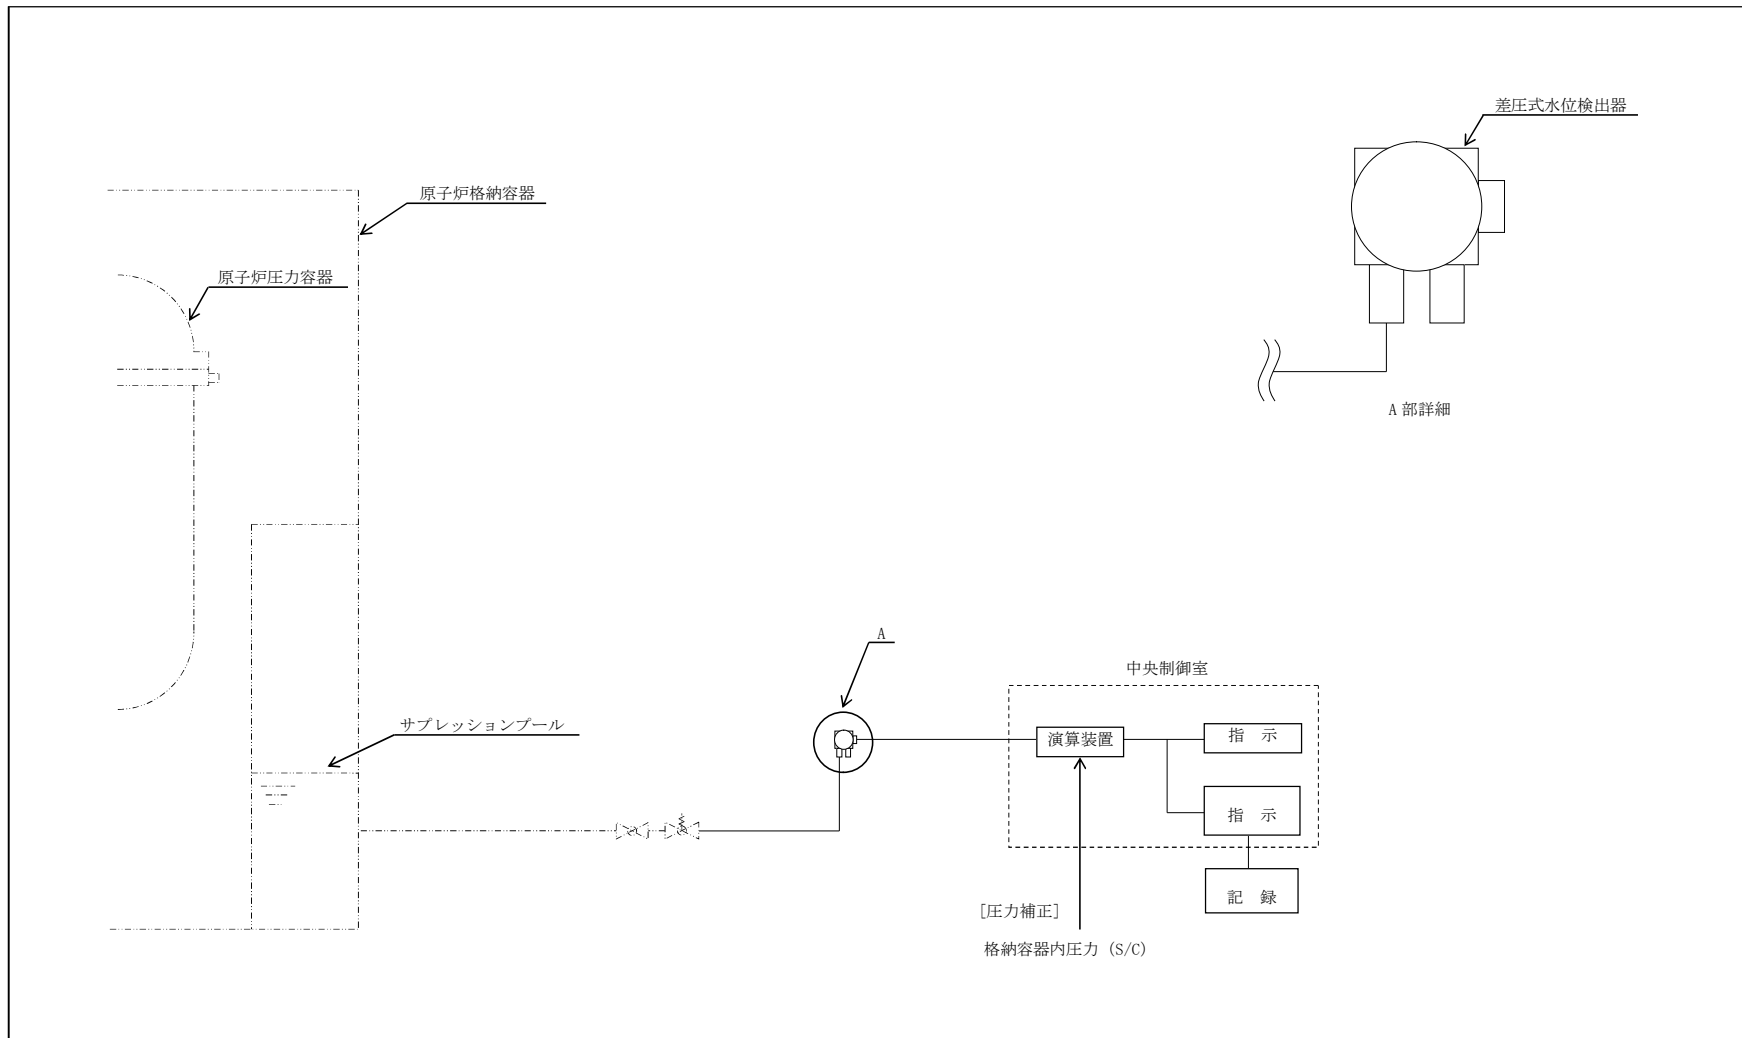 差圧式水位検出器
原子炉格納容器
原子炉圧力容器
A 部詳細
A
中央制御室
サプレッションプール
演算装置
指 示
指 示
記 録
[圧力補正]
格納容器内圧力 (S/C)